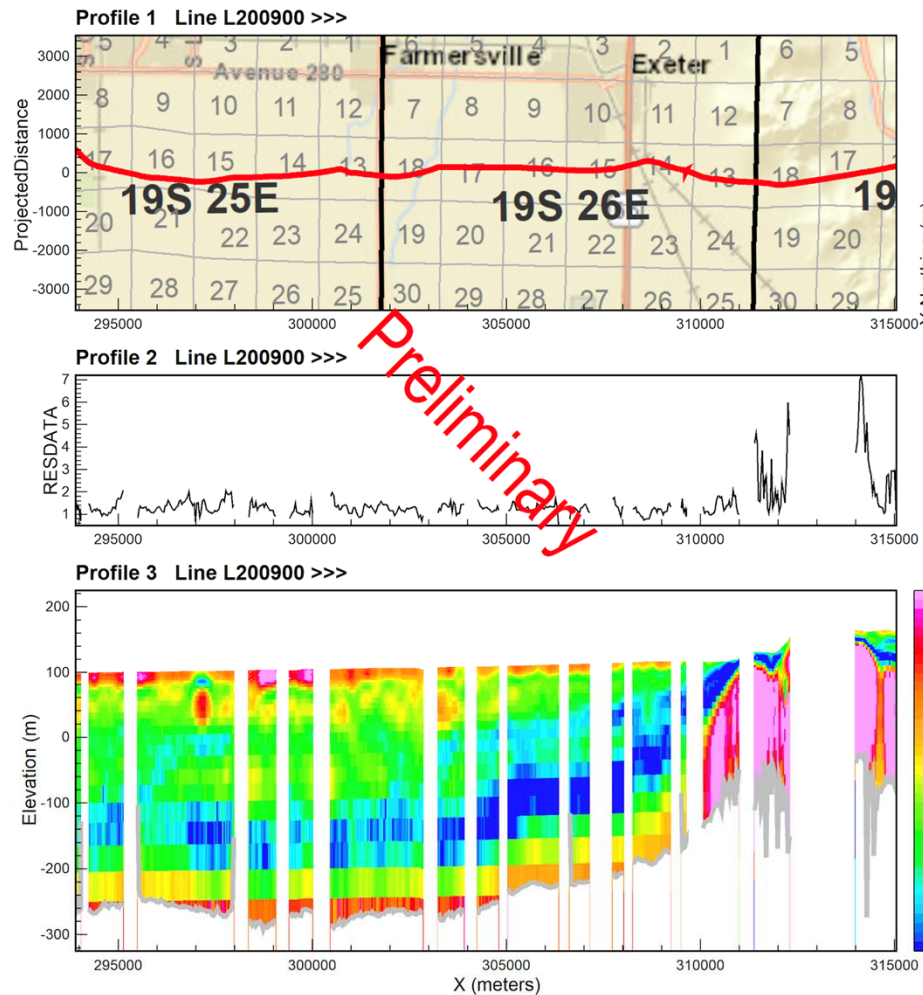 Profile 1 Line L200900 >>>
ProjectedDistance
3000
2000
1000
0
-1000
-2000
-3000
5 4 3 2 1 6 4 3 2 1 6 5
Farmersville
Exeter
Avenue 280
8 9 10 11 12 7 8 9 10 11 12 7 8
17 16 15 14 13 18 17 16 15 14 13 18 17
19S 25E
19S 26E
19
20 21 22 23 24 19 20 21 22 23 24 19 20
29 28 27 26 25 30 29 28 27 26 25 30 29
295000 300000 305000 310000 315000
Preliminary
Profile 2 Line L200900 >>>
RESDATA
7
6
5
4
3
2
1
295000 300000 305000 310000 315000
Profile 3 Line L200900 >>>
Elevation (m)
200
100
0
-100
-200
-300
295000 300000 305000 310000 315000
X (meters)